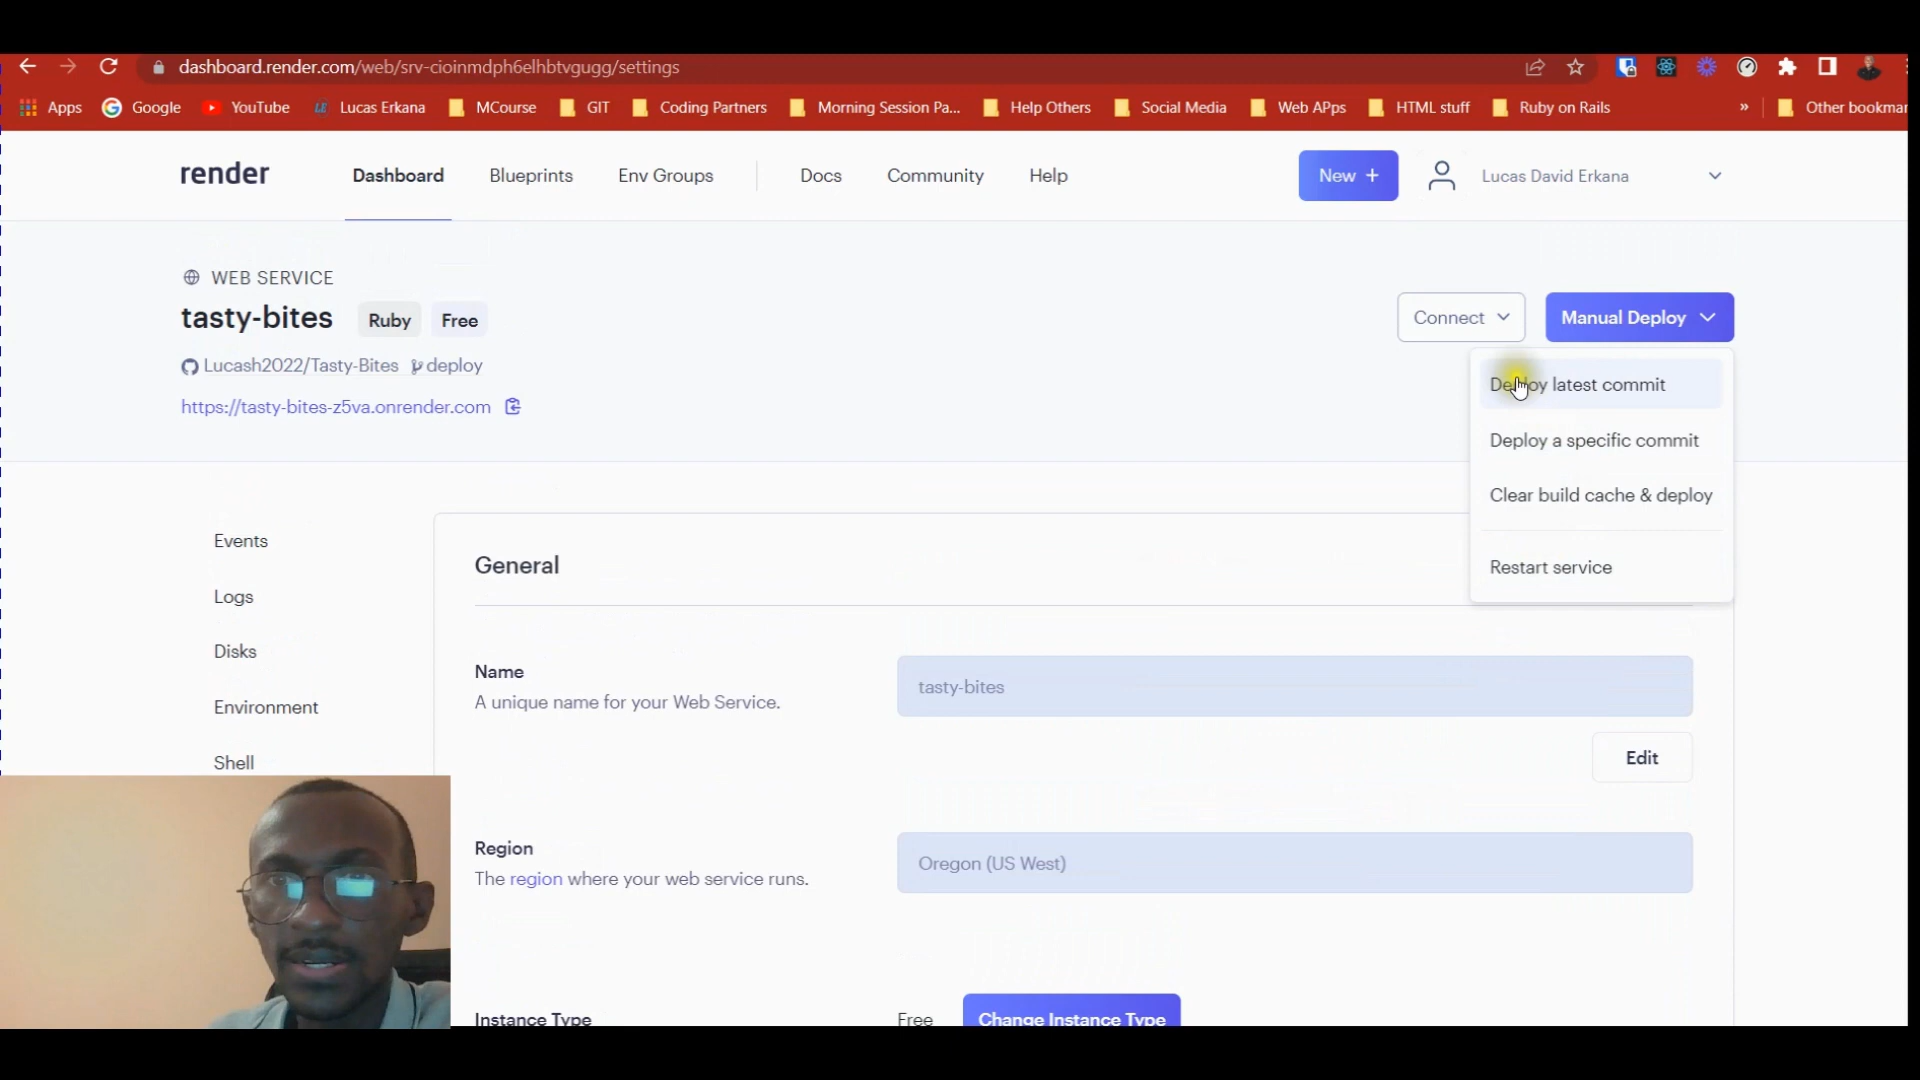 dashboard.render.com/web/srv-cioinmdph6elhbtvgugg/settings
Apps Google YouTube Lucas Erkana MCourse GIT Coding Partners Morning Session Pa... Help Others Social Media Web APps HTML stuff Ruby on Rails » Other bookmar
render Dashboard Blueprints Env Groups Docs Community Help New + Lucas David Erkana
WEB SERVICE
tasty-bites Ruby Free Connect Manual Deploy
Lucash2022/Tasty-Bites deploy
https://tasty-bites-z5va.onrender.com
Deploy latest commit
Deploy a specific commit
Clear build cache & deploy
Restart service
Events
Logs
Disks
Environment
Shell
General
Name
A unique name for your Web Service.
tasty-bites
Edit
Region
The region where your web service runs.
Oregon (US West)
Instance Type Free Change Instance Type